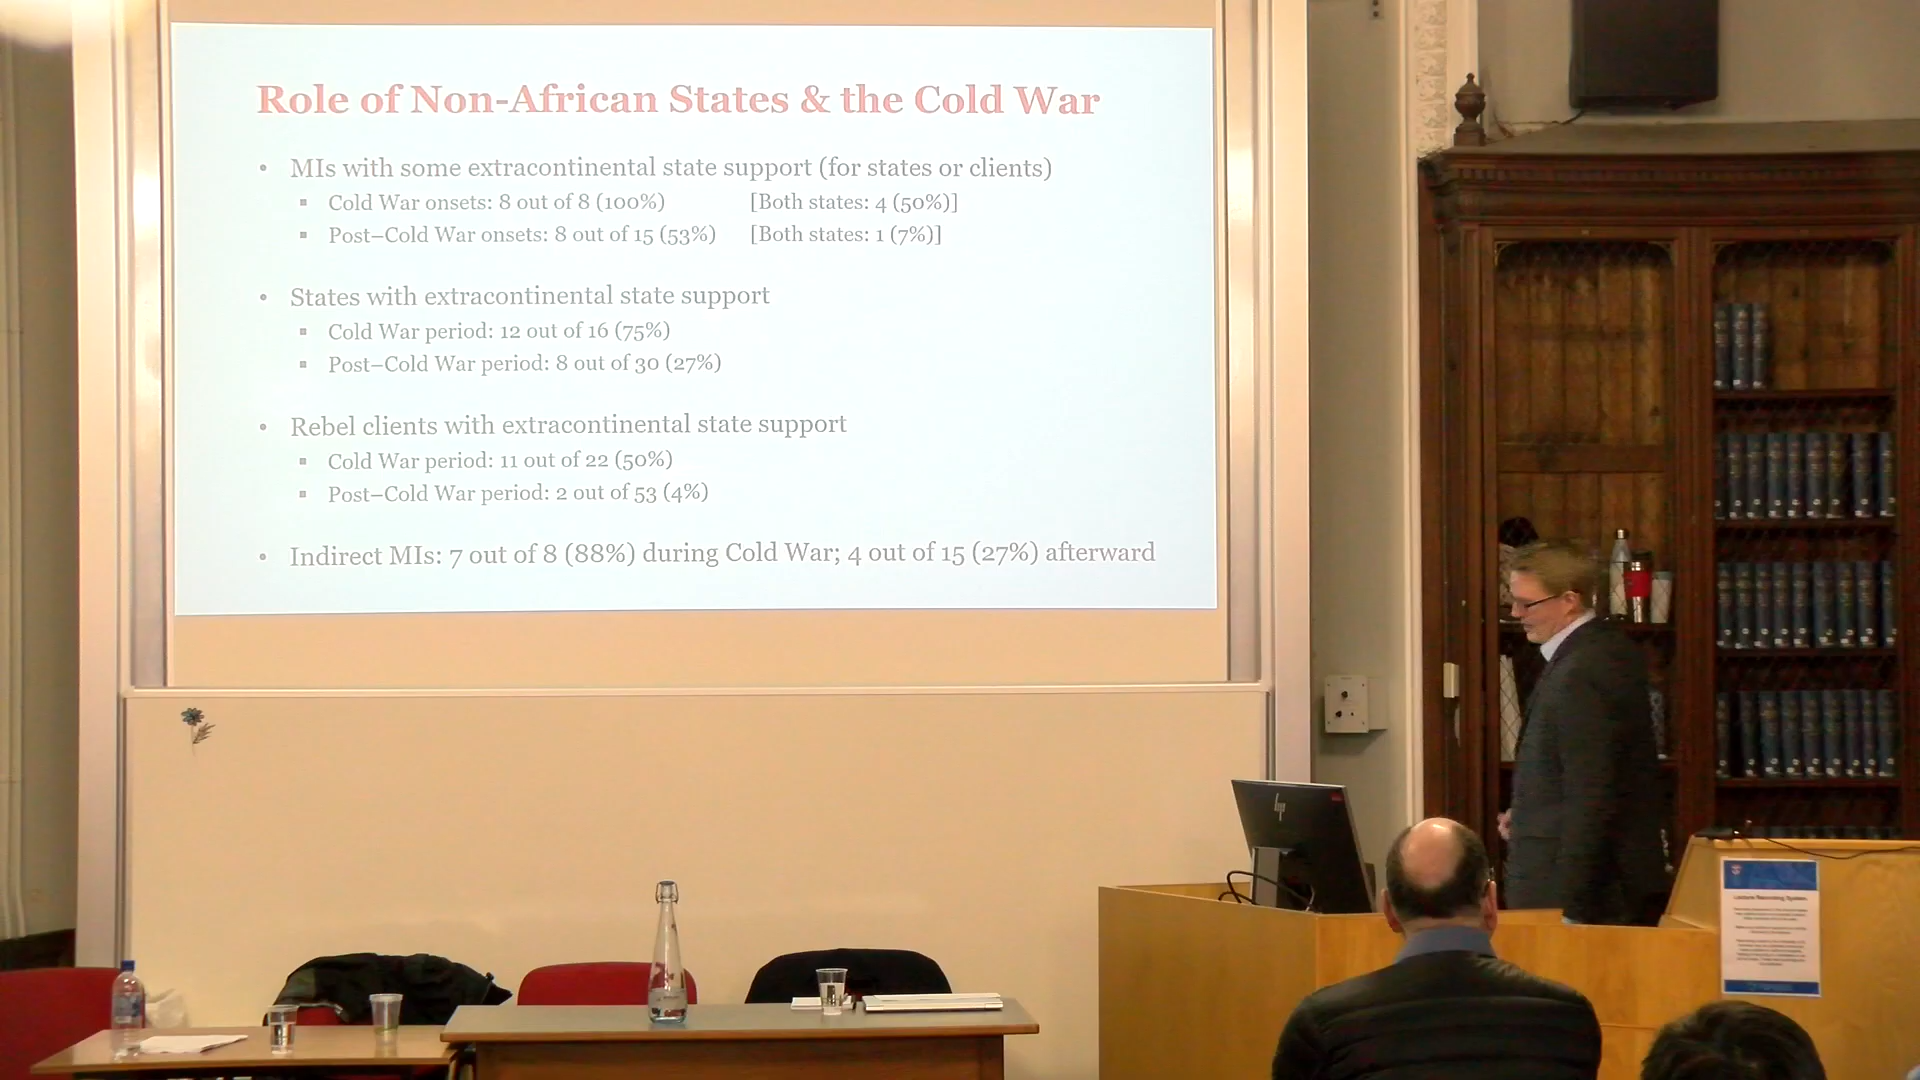 Role of Non-African States & the Cold War
• MIs with some extracontinental state support (for states or clients)
▪ Cold War onsets: 8 out of 8 (100%) [Both states: 4 (50%)]
▪ Post–Cold War onsets: 8 out of 15 (53%) [Both states: 1 (7%)]
• States with extracontinental state support
▪ Cold War period: 12 out of 16 (75%)
▪ Post–Cold War period: 8 out of 30 (27%)
• Rebel clients with extracontinental state support
▪ Cold War period: 11 out of 22 (50%)
▪ Post–Cold War period: 2 out of 53 (4%)
• Indirect MIs: 7 out of 8 (88%) during Cold War; 4 out of 15 (27%) afterward
hp
Lecture Recording System